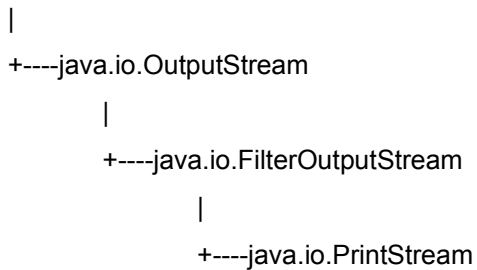 |
+----java.io.OutputStream
|
+----java.io.FilterOutputStream
|
+----java.io.PrintStream